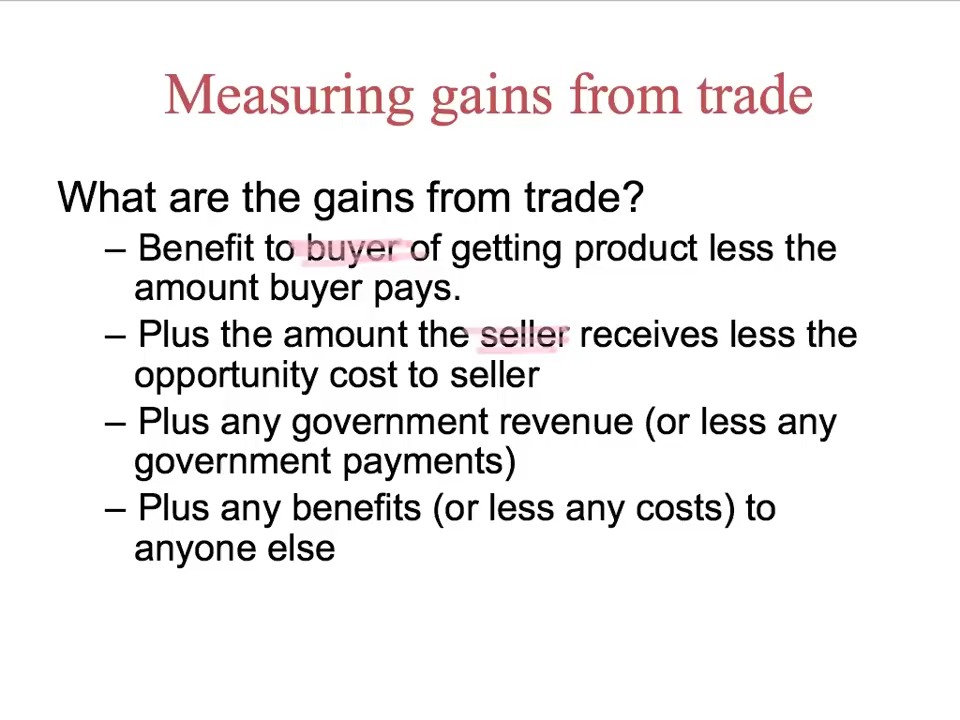 Measuring gains from trade
What are the gains from trade?
– Benefit to buyer of getting product less the
amount buyer pays.
– Plus the amount the seller receives less the
opportunity cost to seller
– Plus any government revenue (or less any
government payments)
– Plus any benefits (or less any costs) to
anyone else